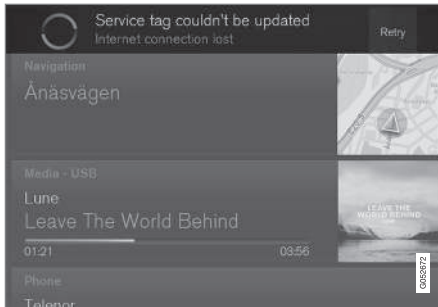 Service tag couldn't be updated
Internet connection lost
Retry
Navigation
Ånäsvägen
Media - USB
Lune
Leave The World Behind
01:21
03:56
LEAVE THE
WORLD BEHIND
Phone
Telenor
G052672